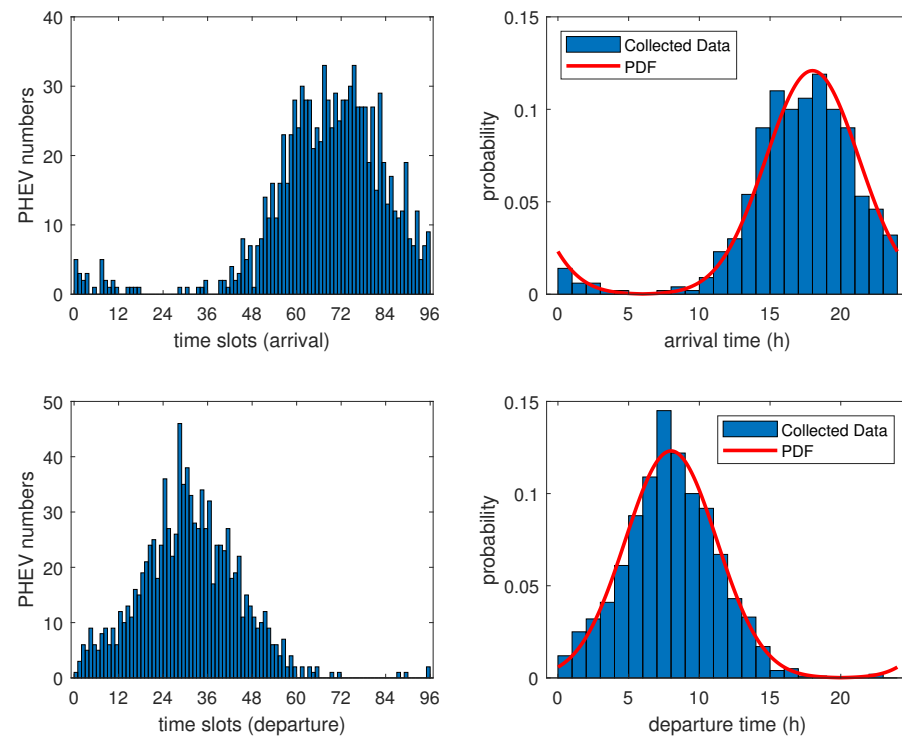 40
30
20
10
0
PHEV numbers
0 12 24 36 48 60 72 84 96
time slots (arrival)
0.15
0.1
0.05
0
probability
Collected Data
PDF
0 5 10 15 20
arrival time (h)
50
40
30
20
10
0
PHEV numbers
0 12 24 36 48 60 72 84 96
time slots (departure)
0.15
0.1
0.05
0
probability
Collected Data
PDF
0 5 10 15 20
departure time (h)